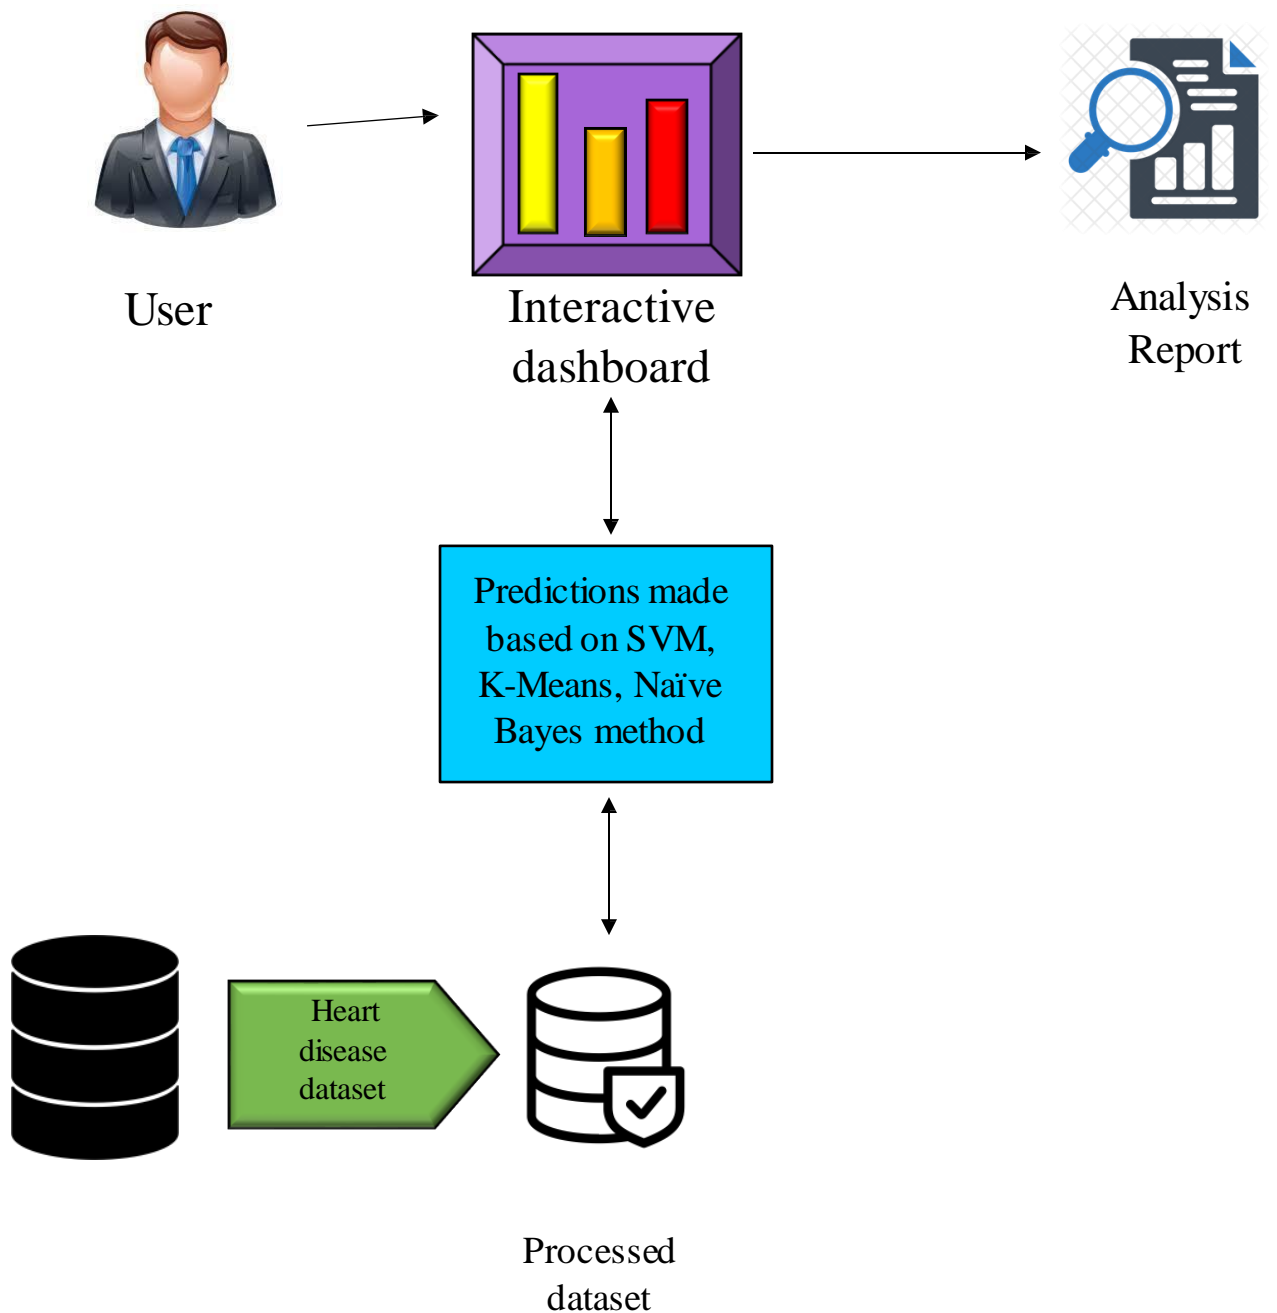 User
Interactive
dashboard
Analysis
Report
Predictions made
based on SVM,
K-Means, Naïve
Bayes method
Heart
disease
dataset
Processed
dataset